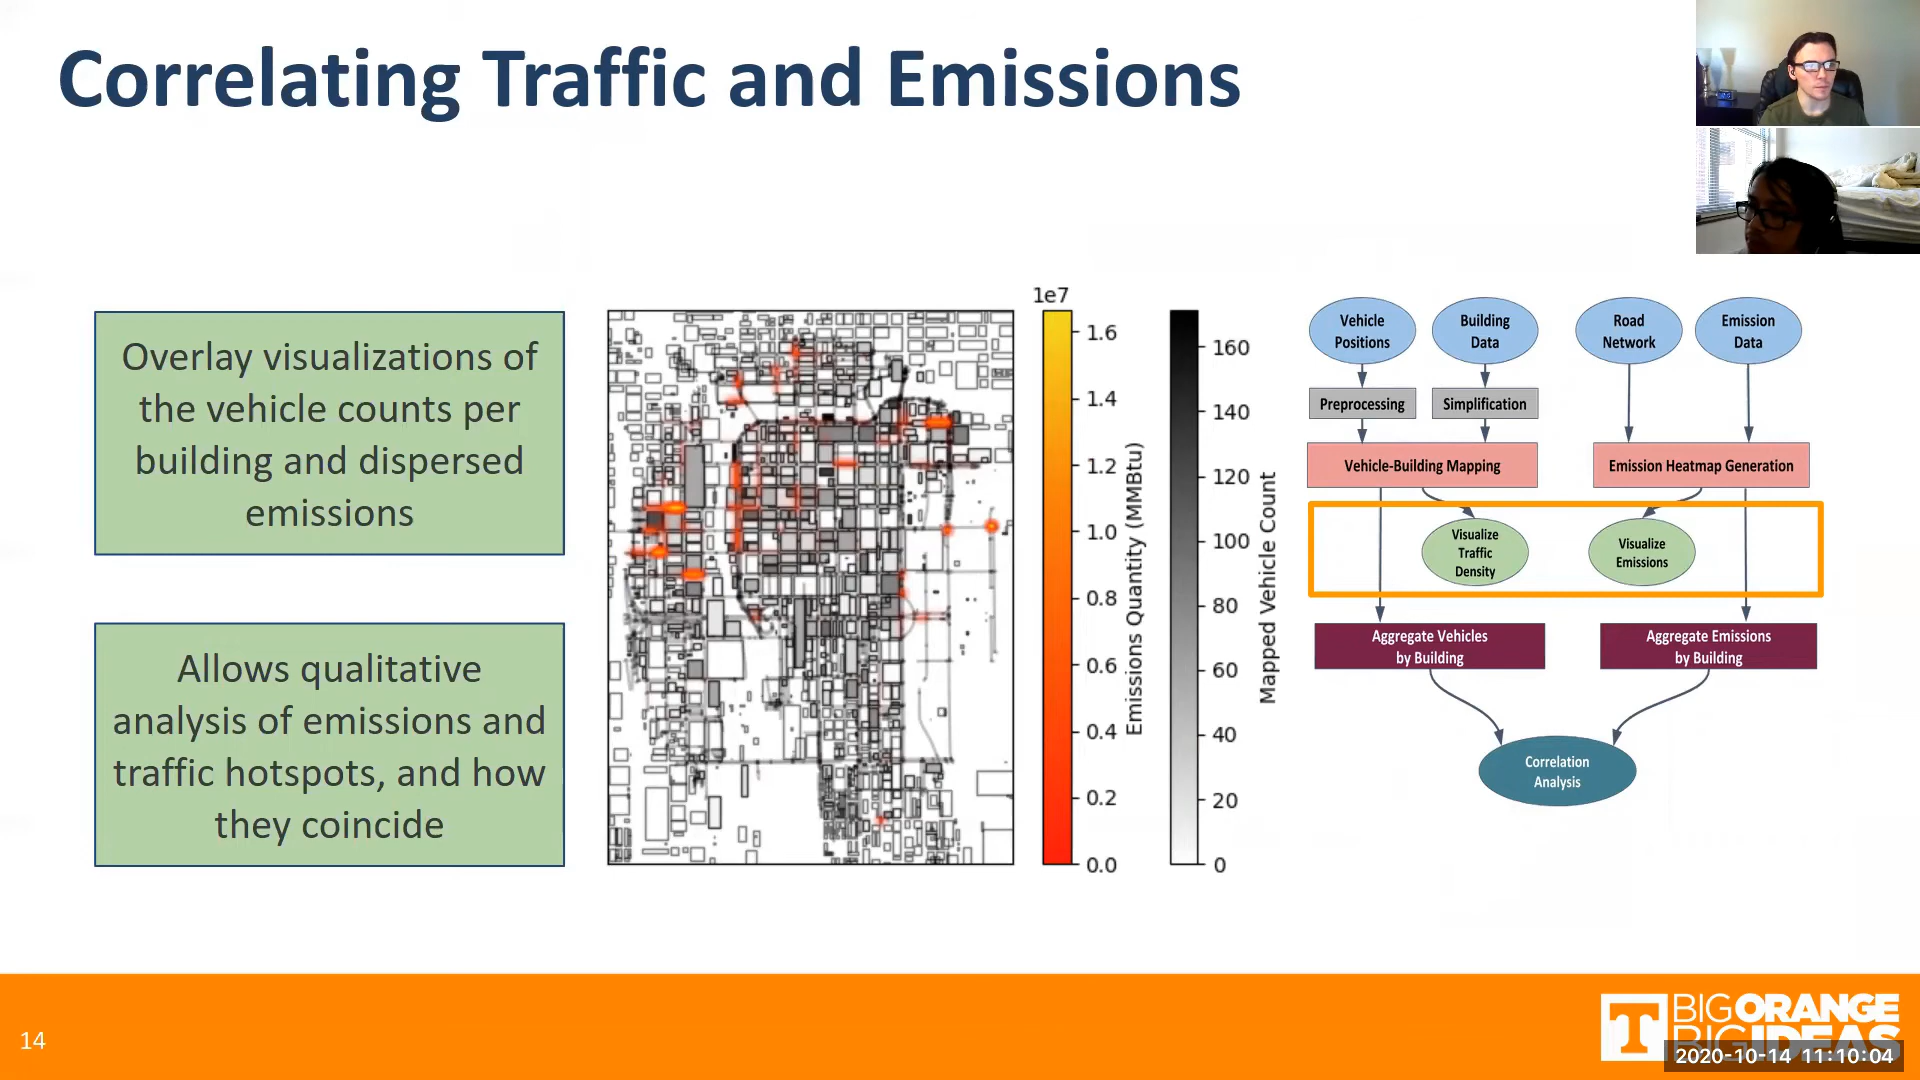 Correlating Traffic and Emissions
Overlay visualizations of
the vehicle counts per
building and dispersed
emissions
Allows qualitative
analysis of emissions and
traffic hotspots, and how
they coincide
1e7
1.6
1.4
1.2
1.0
0.8
0.6
0.4
0.2
0.0
Emissions Quantity (MMBtu)
160
140
120
100
80
60
40
20
0
Mapped Vehicle Count
Vehicle
Positions
Building
Data
Road
Network
Emission
Data
Preprocessing
Simplification
Vehicle-Building Mapping
Emission Heatmap Generation
Visualize
Traffic
Density
Visualize
Emissions
Aggregate Vehicles
by Building
Aggregate Emissions
by Building
Correlation
Analysis
14
T
BIG ORANGE
BIG IDEAS
2020-10-14 11:10:04